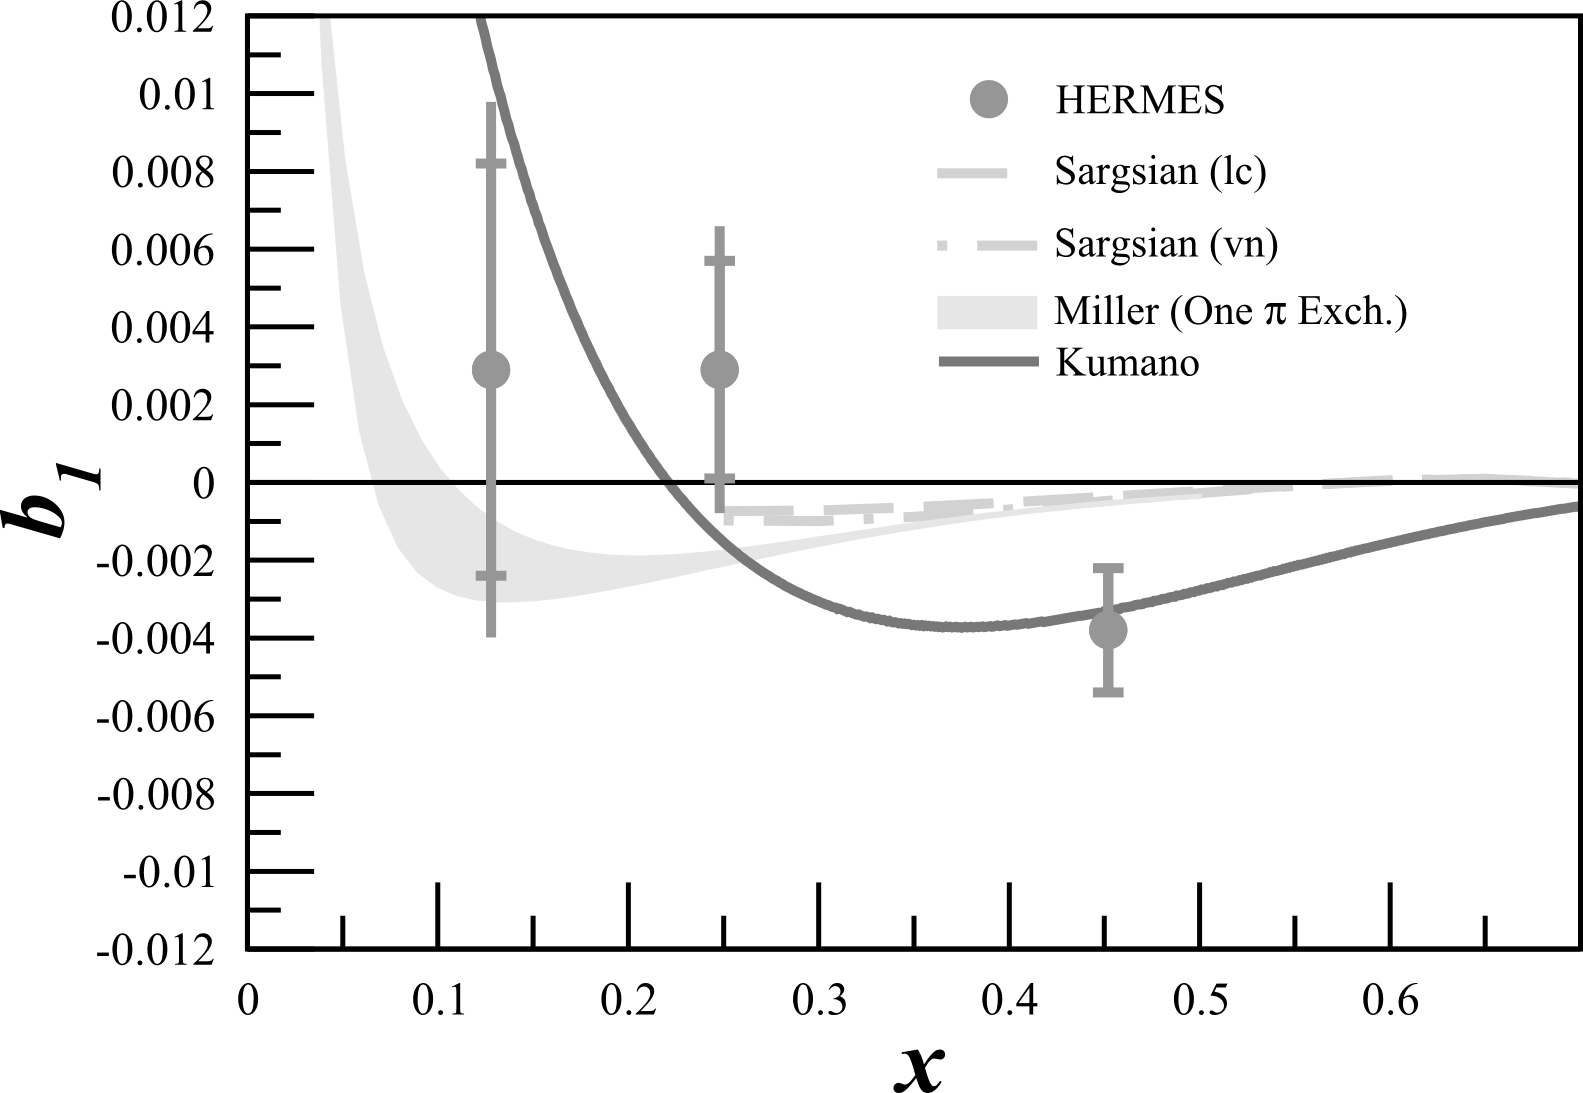 0.012
0.01
0.008
0.006
0.004
0.002
0
-0.002
-0.004
-0.006
-0.008
-0.01
-0.012
b1
HERMES
Sargsian (lc)
Sargsian (vn)
Miller (One π Exch.)
Kumano
0 0.1 0.2 0.3 0.4 0.5 0.6
x